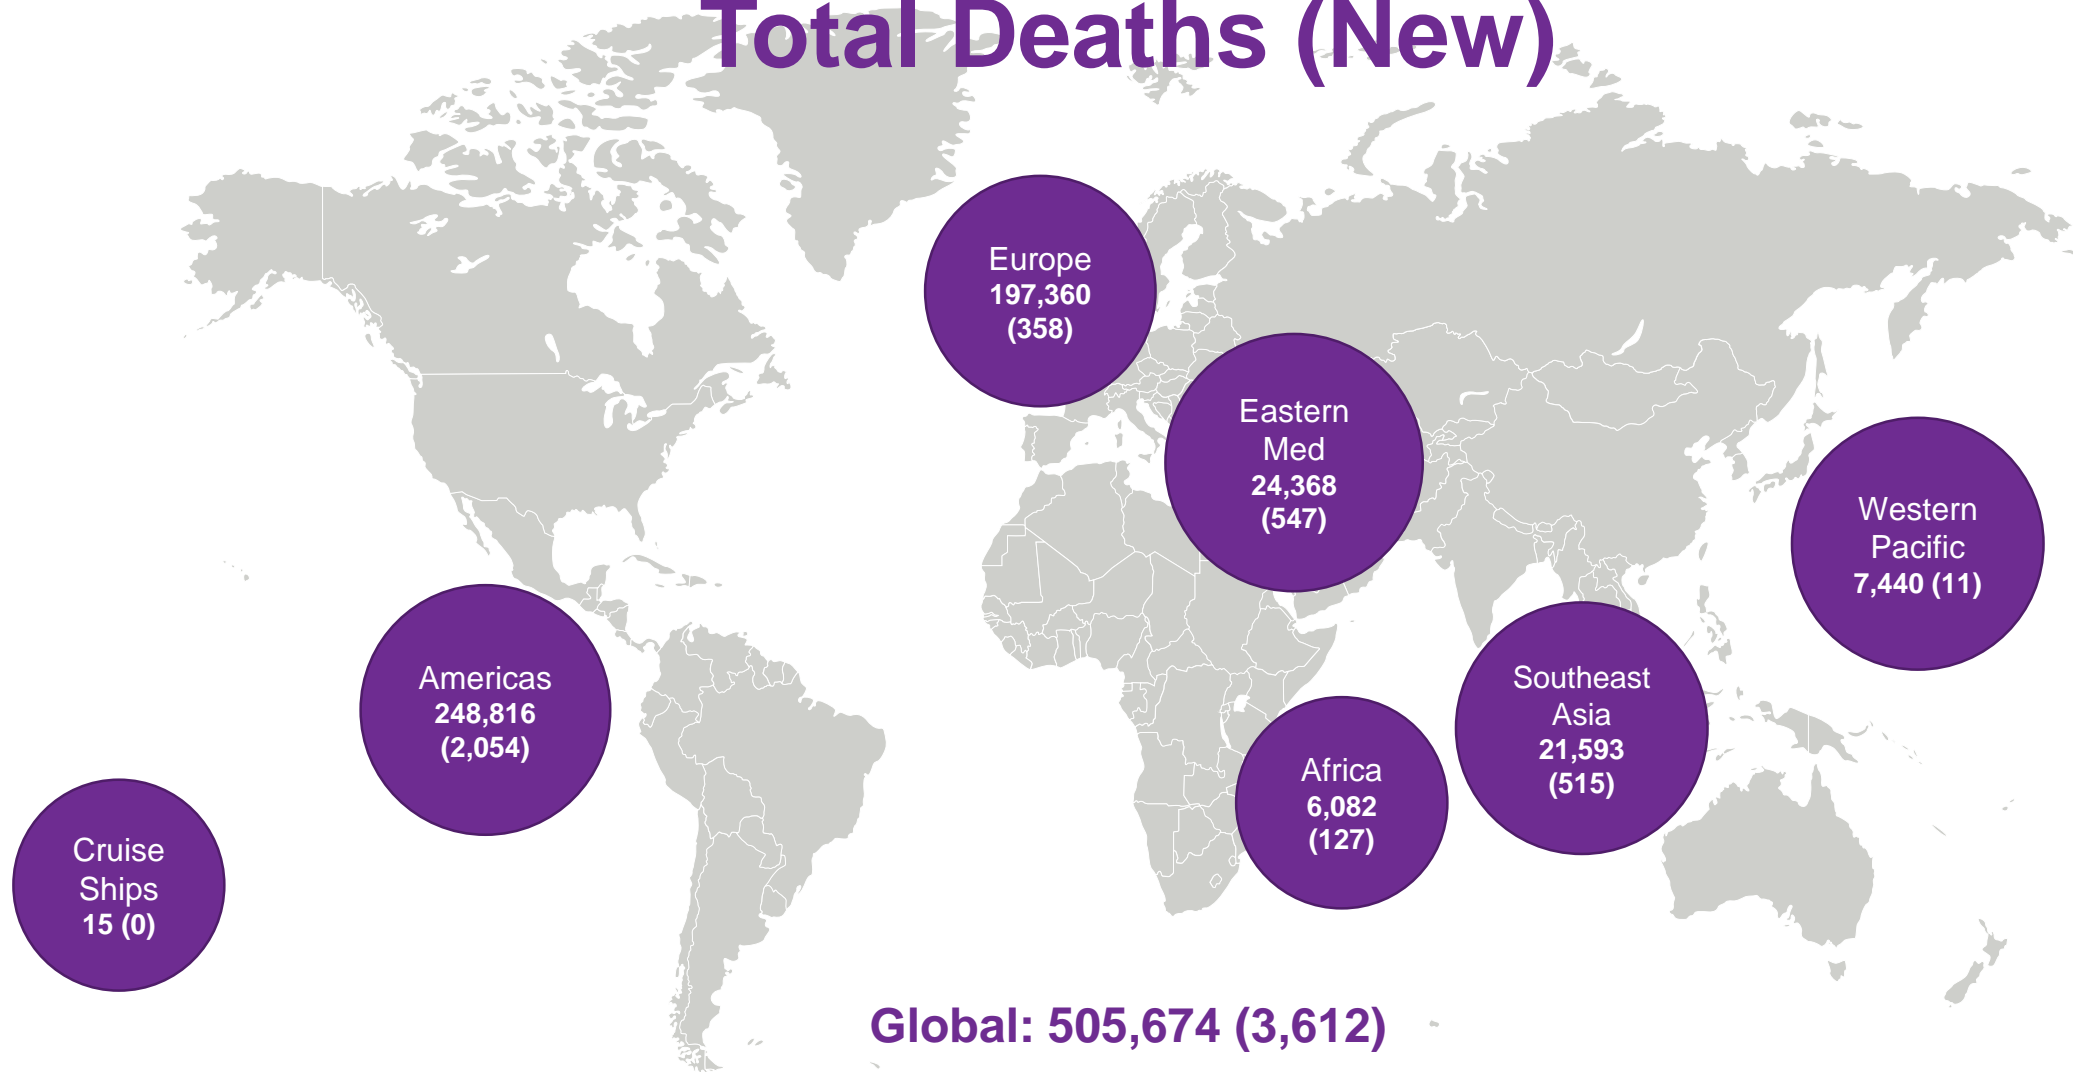 Total Deaths (New)
Europe
197,360
(358)
Eastern
Med
24,368
(547)
Western
Pacific
7,440 (11)
Americas
248,816
(2,054)
Southeast
Asia
21,593
(515)
Africa
6,082
(127)
Cruise
Ships
15 (0)
Global: 505,674 (3,612)